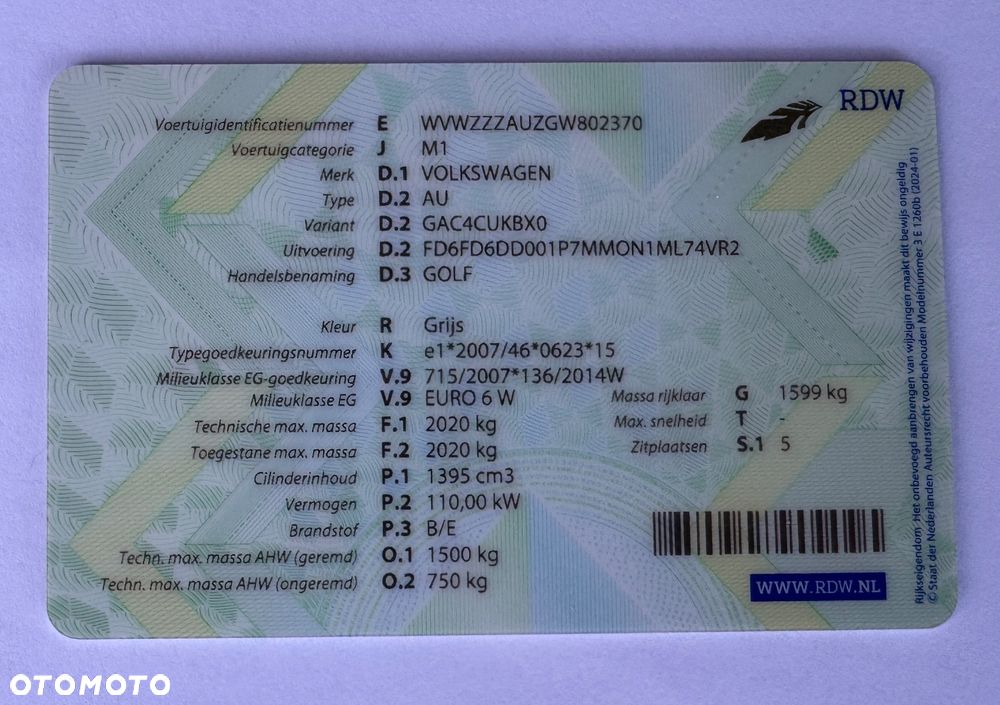 RDW
Voertuigidentificatienummer E WVWZZZAUZGW802370
Voertuigcategorie J M1
Merk D.1 VOLKSWAGEN
Type D.2 AU
Variant D.2 GAC4CUKBX0
Uitvoering D.2 FD6FD6DD001P7MMON1ML74VR2
Handelsbenaming D.3 GOLF
Kleur R Grijs
Typegoedkeuringsnummer K e1*2007/46*0623*15
Milieuklasse EG-goedkeuring V.9 715/2007*136/2014W
Milieuklasse EG V.9 EURO 6 W
Technische max. massa F.1 2020 kg
Toegestane max. massa F.2 2020 kg
Cilinderinhoud P.1 1395 cm3
Vermogen P.2 110,00 kW
Brandstof P.3 B/E
Techn. max. massa AHW (geremd) O.1 1500 kg
Techn. max. massa AHW (ongeremd) O.2 750 kg
Massa rijklaar G 1599 kg
Max. snelheid T -
Zitplaatsen S.1 5
WWW.RDW.NL
Rijkseigendom. Het onbevoegd aanbrengen van wijzigingen maakt dit bewijs ongeldig
© Staat der Nederlanden Auteursrecht voorbehouden Modelnummer 3 E 1260b (2024-01)
OTOMOTO